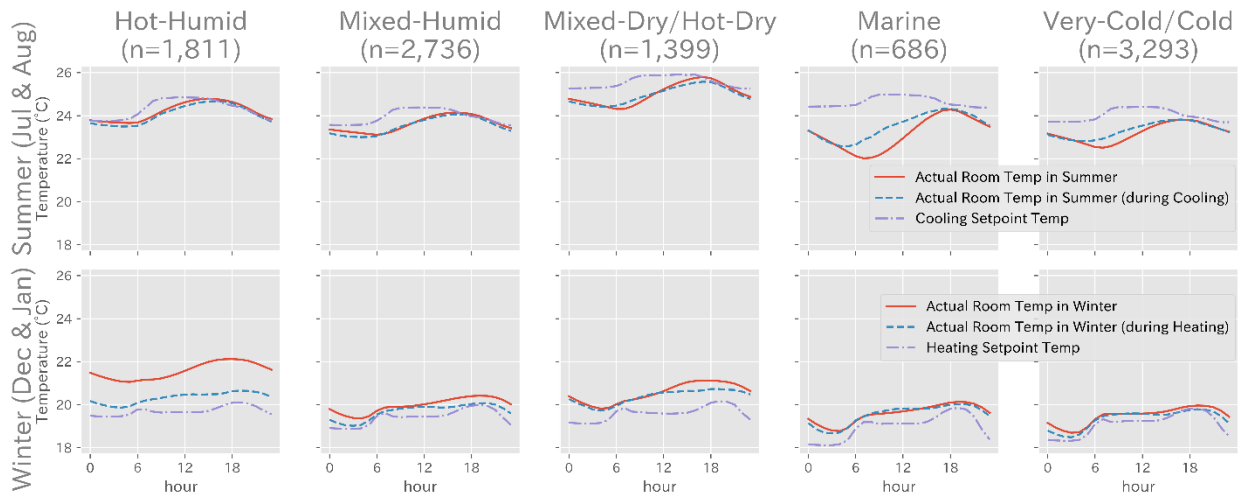 Hot-Humid
(n=1,811)
Mixed-Humid
(n=2,736)
Mixed-Dry/Hot-Dry
(n=1,399)
Marine
(n=686)
Very-Cold/Cold
(n=3,293)
Summer (Jul & Aug)
Temperature (°C)
26
24
22
20
18
Actual Room Temp in Summer
Actual Room Temp in Summer (during Cooling)
Cooling Setpoint Temp
Winter (Dec & Jan)
Temperature (°C)
26
24
22
20
18
Actual Room Temp in Winter
Actual Room Temp in Winter (during Heating)
Heating Setpoint Temp
0 6 12 18
0 6 12 18
0 6 12 18
0 6 12 18
0 6 12 18
hour
hour
hour
hour
hour